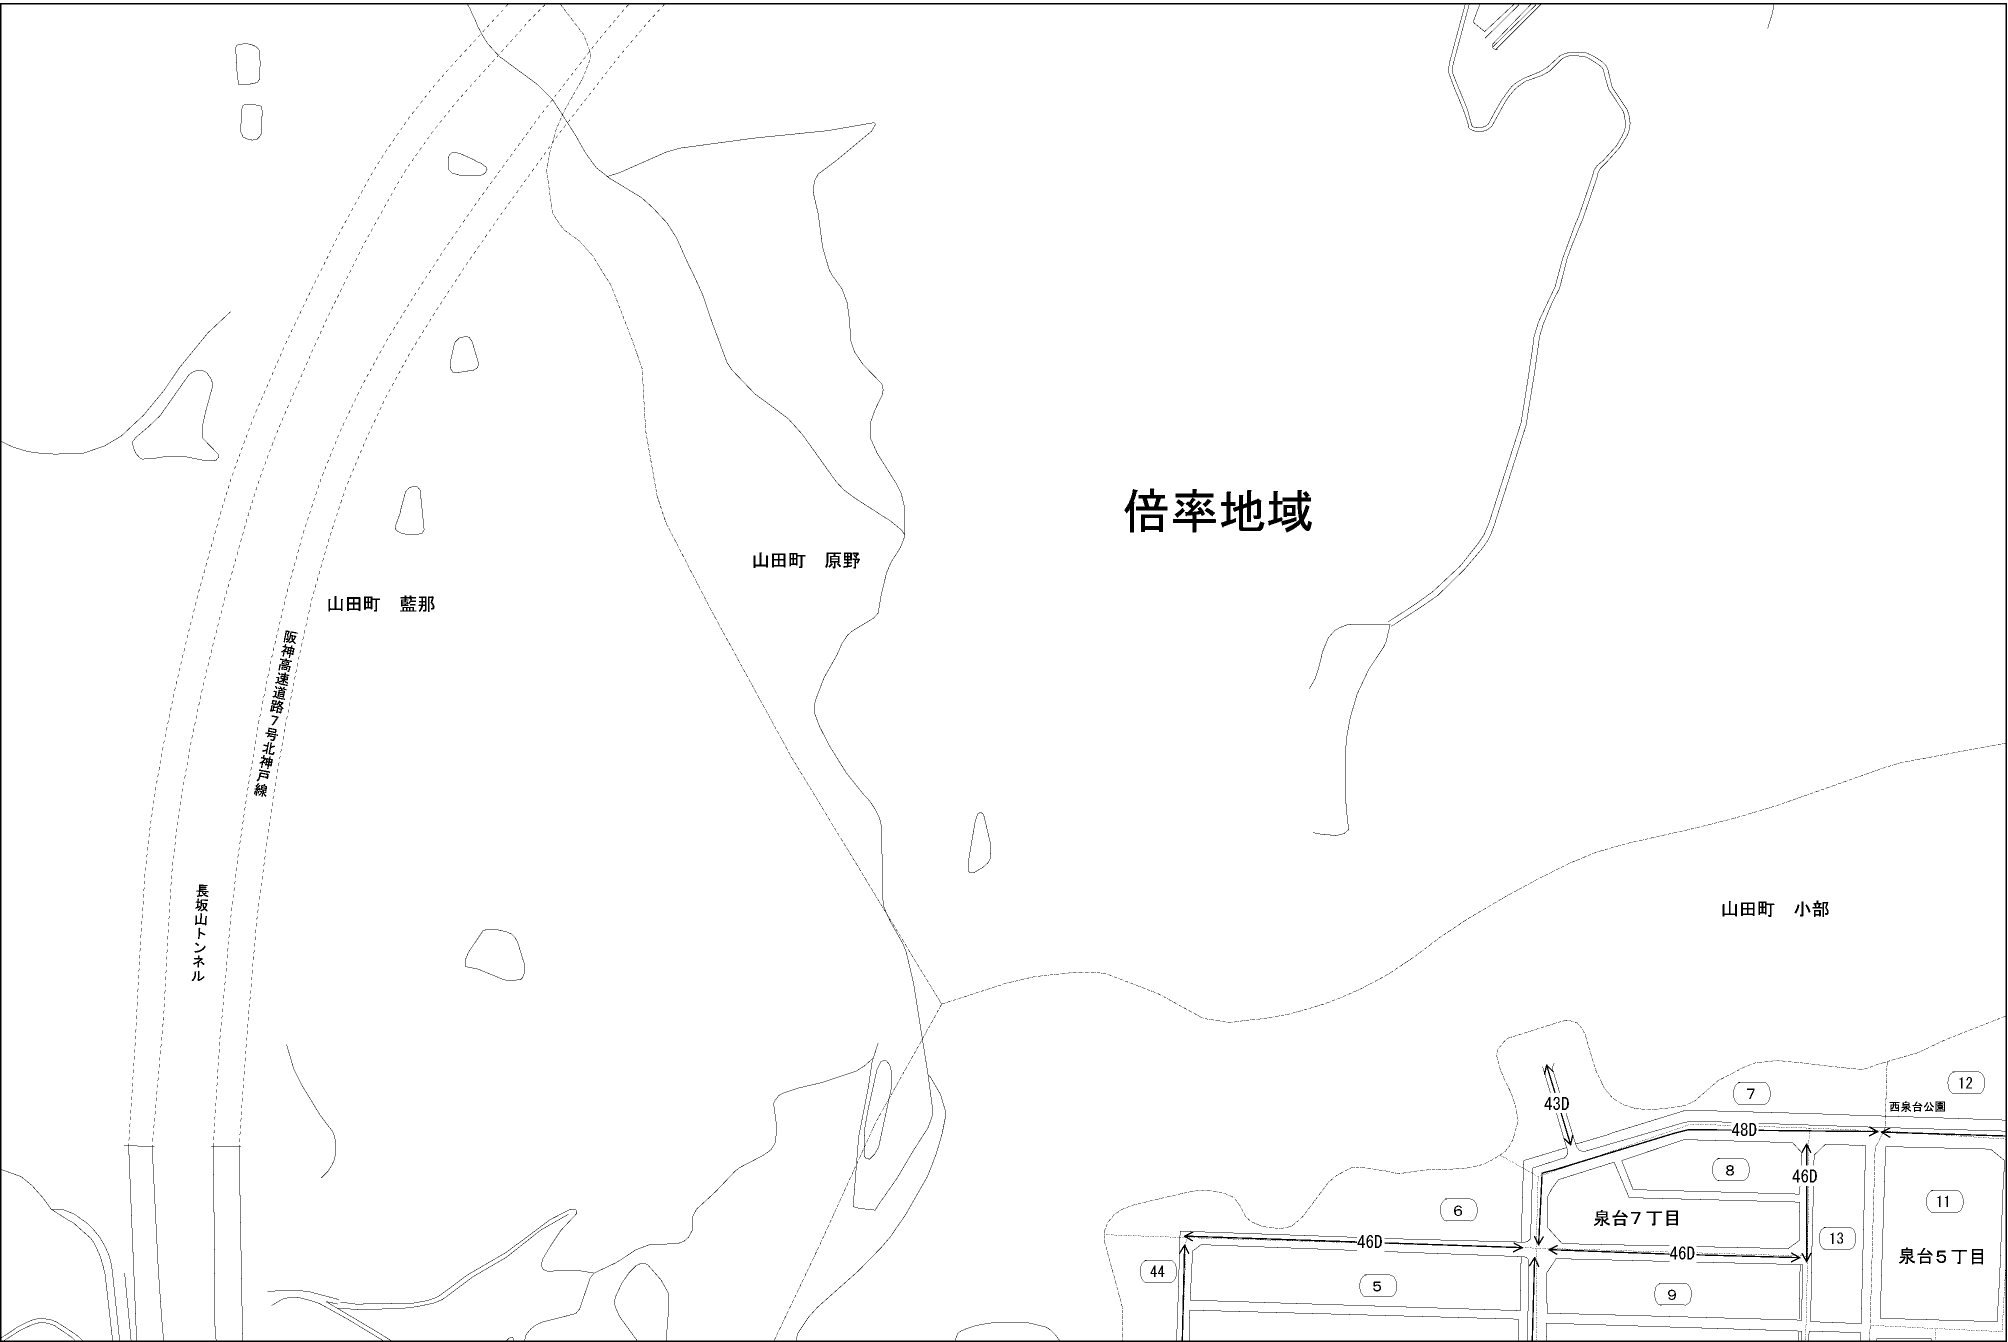 倍率地域
山田町　原野
山田町　藍那
阪神高速道路7号北神戸線
長坂山トンネル
山田町　小部
12
7
西泉台公園
43D
48D
8
46D
11
6
泉台7丁目
13
46D
46D
泉台5丁目
44
5
9